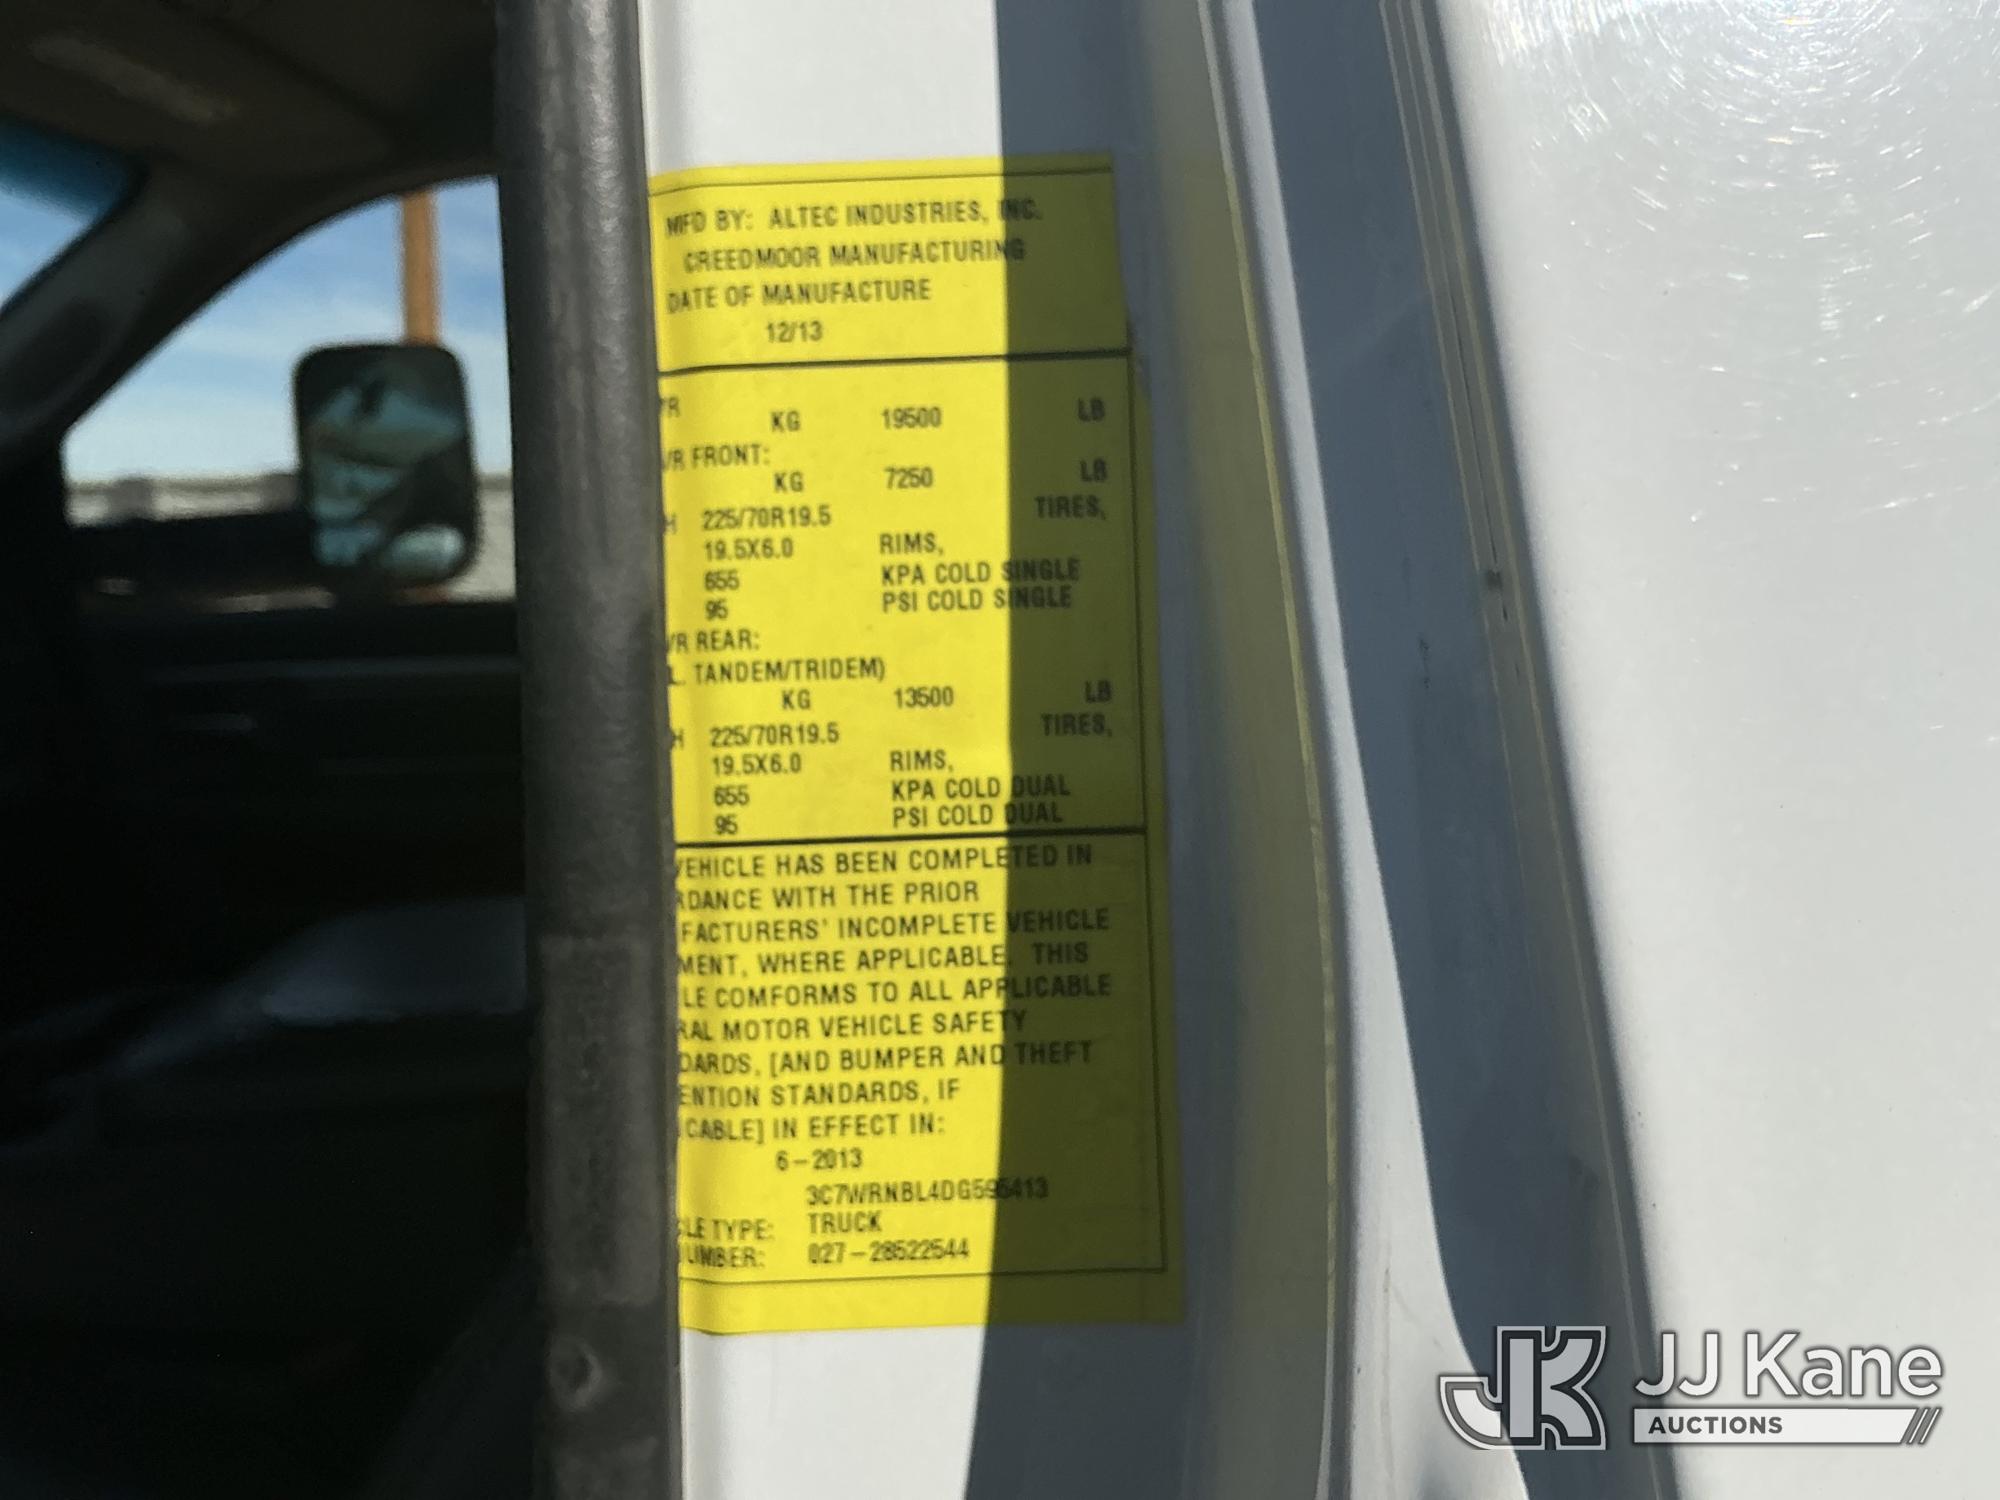 MFD BY: ALTEC INDUSTRIES, INC.
CREEDMOOR MANUFACTURING
DATE OF MANUFACTURE
12/13
KG 19500 LB
FRONT:
KG 7250 LB
H 225/70R19.5 TIRES,
19.5X6.0 RIMS,
655 KPA COLD SINGLE
95 PSI COLD SINGLE
REAR:
TANDEM/TRIDEM)
KG 13500 LB
H 225/70R19.5 TIRES,
19.5X6.0 RIMS,
655 KPA COLD DUAL
95 PSI COLD DUAL
VEHICLE HAS BEEN COMPLETED IN
RDANCE WITH THE PRIOR
FACTURERS' INCOMPLETE VEHICLE
MENT, WHERE APPLICABLE. THIS
LE COMFORMS TO ALL APPLICABLE
RAL MOTOR VEHICLE SAFETY
DARDS, [AND BUMPER AND THEFT
ENTION STANDARDS, IF
CABLE] IN EFFECT IN:
6-2013
3C7WRNBL4DG595413
CLE TYPE: TRUCK
UMBER: 027-28522544
JK JJ Kane
AUCTIONS